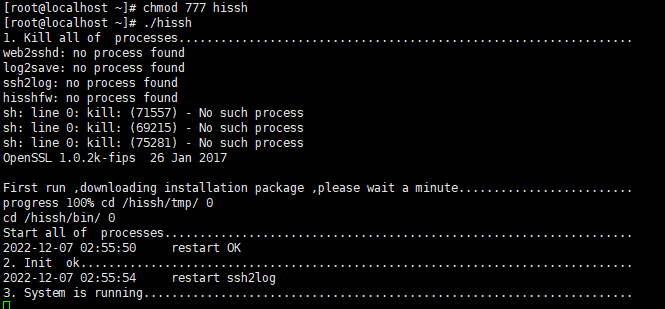 [root@localhost ~]# chmod 777 hissh
[root@localhost ~]# ./hissh
1. Kill all of  processes.................................................................
web2sshd: no process found
log2save: no process found
ssh2log: no process found
hisshfw: no process found
sh: line 0: kill: (71557) - No such process
sh: line 0: kill: (69215) - No such process
sh: line 0: kill: (75281) - No such process
OpenSSL 1.0.2k-fips  26 Jan 2017
First run ,downloading installation package ,please wait a minute.........................
progress 100% cd /hissh/tmp/ 0
cd /hissh/bin/ 0
Start all of  processes...................................................................
2022-12-07 02:55:50     restart OK
2. Init  ok...............................................................................
2022-12-07 02:55:54     restart ssh2log
3. System is running......................................................................